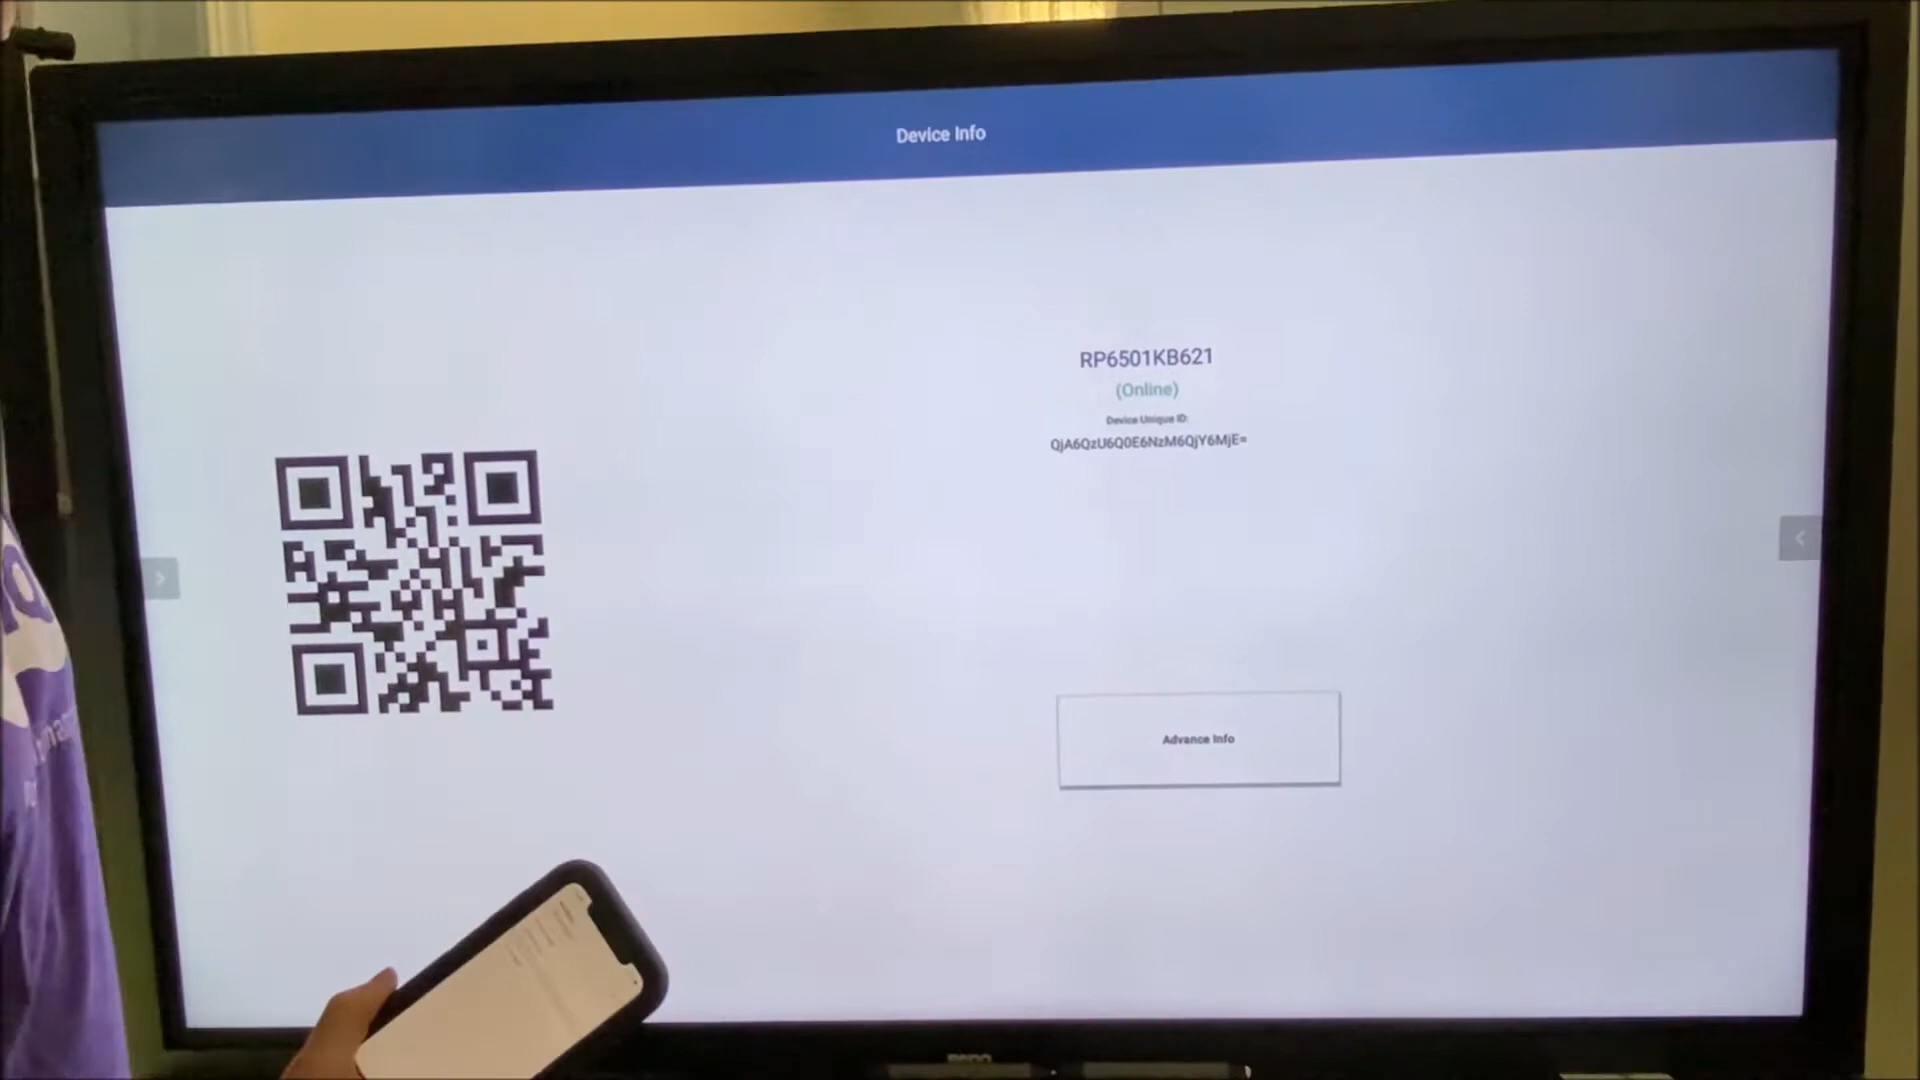 Device Info
RP6501KB621
(Online)
Device Unique ID:
QjA6QzU6Q0E6NzM6QjY6MjE=
Advance Info